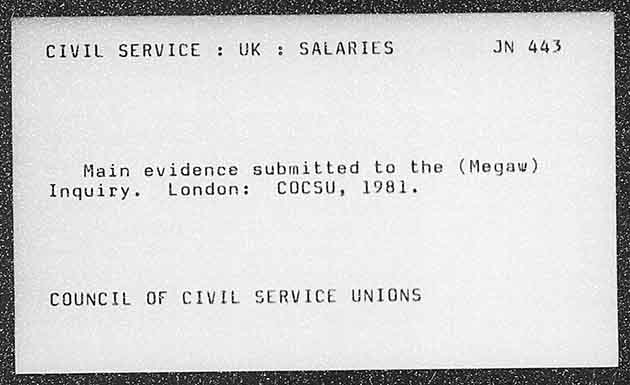 CIVIL SERVICE : UK : SALARIES JN 443
Main evidence submitted to the (Megaw)
Inquiry. London: COCSU, 1981.
COUNCIL OF CIVIL SERVICE UNIONS